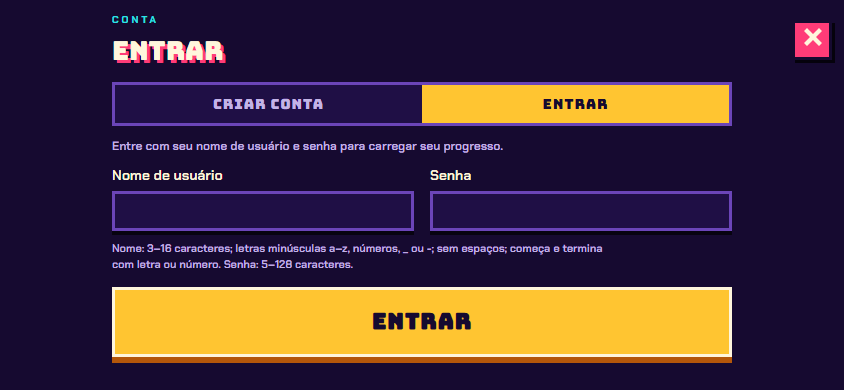 CONTA
ENTRAR
CRIAR CONTA
ENTRAR
Entre com seu nome de usuário e senha para carregar seu progresso.
Nome de usuário
Senha
Nome: 3–16 caracteres; letras minúsculas a–z, números, _ ou -; sem espaços; começa e termina
com letra ou número. Senha: 5–128 caracteres.
ENTRAR